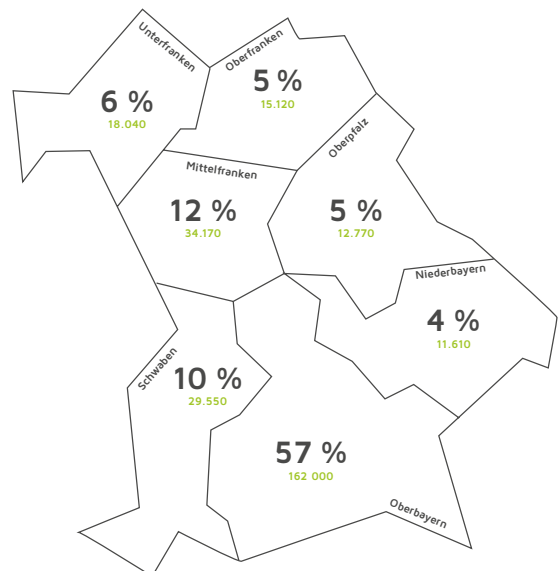 Unterfranken
6 %
18.040
Oberfranken
5 %
15.120
Mittelfranken
12 %
34.170
Oberpfalz
5 %
12.770
Niederbayern
4 %
11.610
Schwaben
10 %
29.550
57 %
162 000
Oberbayern